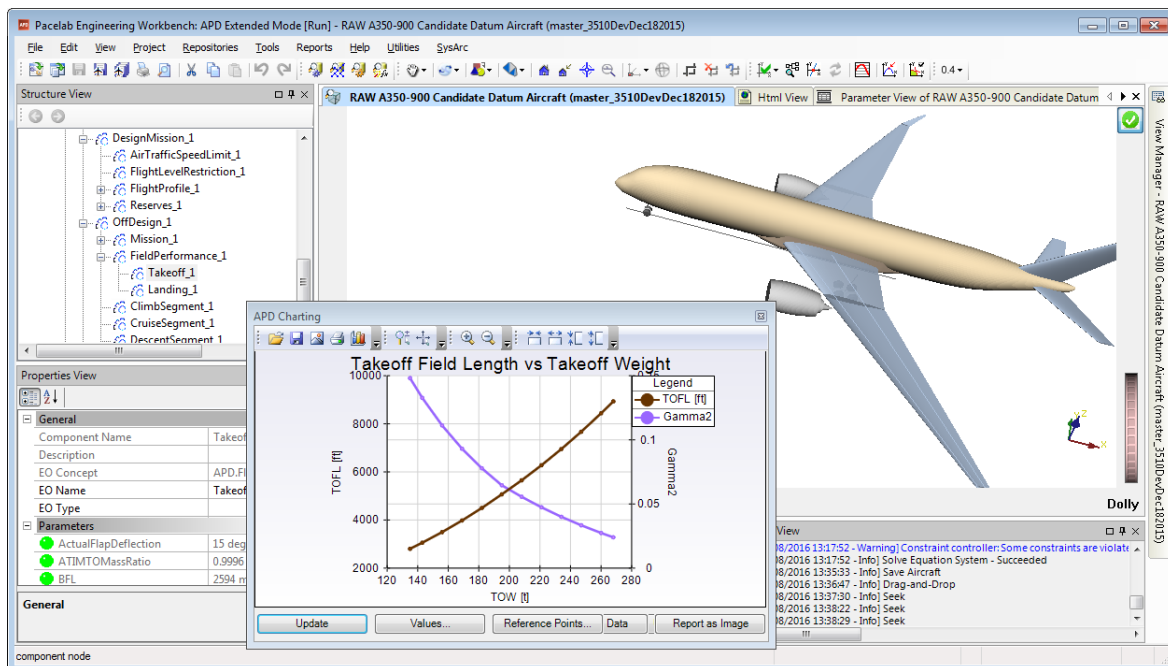 Pacelab Engineering Workbench: APD Extended Mode [Run] - RAW A350-900 Candidate Datum Aircraft (master_3510DevDec182015)
File Edit View Project Repositories Tools Reports Help Utilities SysArc
0.4
Structure View
RAW A350-900 Candidate Datum Aircraft (master_3510DevDec182015) Html View Parameter View of RAW A350-900 Candidate Datum
DesignMission_1
AirTrafficSpeedLimit_1
FlightLevelRestriction_1
FlightProfile_1
Reserves_1
OffDesign_1
Mission_1
FieldPerformance_1
Takeoff_1
Landing_1
ClimbSegment_1
CruiseSegment_1
DescentSegment_1
View Manager - RAW A350-900 Candidate Datum Aircraft (master_3510DevDec182015)
Z
X
Dolly
Properties View
General
Component Name Takeof
Description
EO Concept APD.Fl
EO Name Takeof
EO Type
Parameters
ActualFlapDeflection 15 deg
ATIMTOMassRatio 0.9996
BFL 2594 m
General
APD Charting
Takeoff Field Length vs Takeoff Weight
Legend
TOFL [ft]
Gamma2
10000
8000
6000
4000
2000
TOFL [ft]
0.15
0.1
0.05
0
Gamma2
120 140 160 180 200 220 240 260 280
TOW [t]
Update Values... Reference Points... Data Report as Image
View
08/2016 13:17:52 - Warning] Constraint controller: Some constraints are violate
08/2016 13:17:52 - Info] Solve Equation System - Succeeded
08/2016 13:35:33 - Info] Save Aircraft
08/2016 13:36:47 - Info] Drag-and-Drop
08/2016 13:37:30 - Info] Seek
08/2016 13:38:22 - Info] Seek
08/2016 13:38:29 - Info] Seek
component node